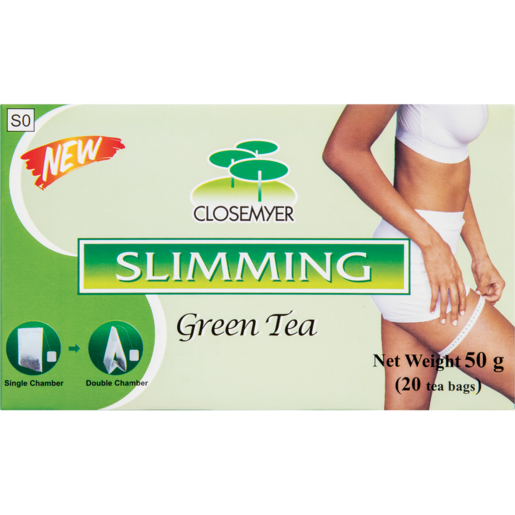 S0
NEW
CLOSEMYER
SLIMMING
Green Tea
Single Chamber
Double Chamber
Net Weight 50 g
(20 tea bags)